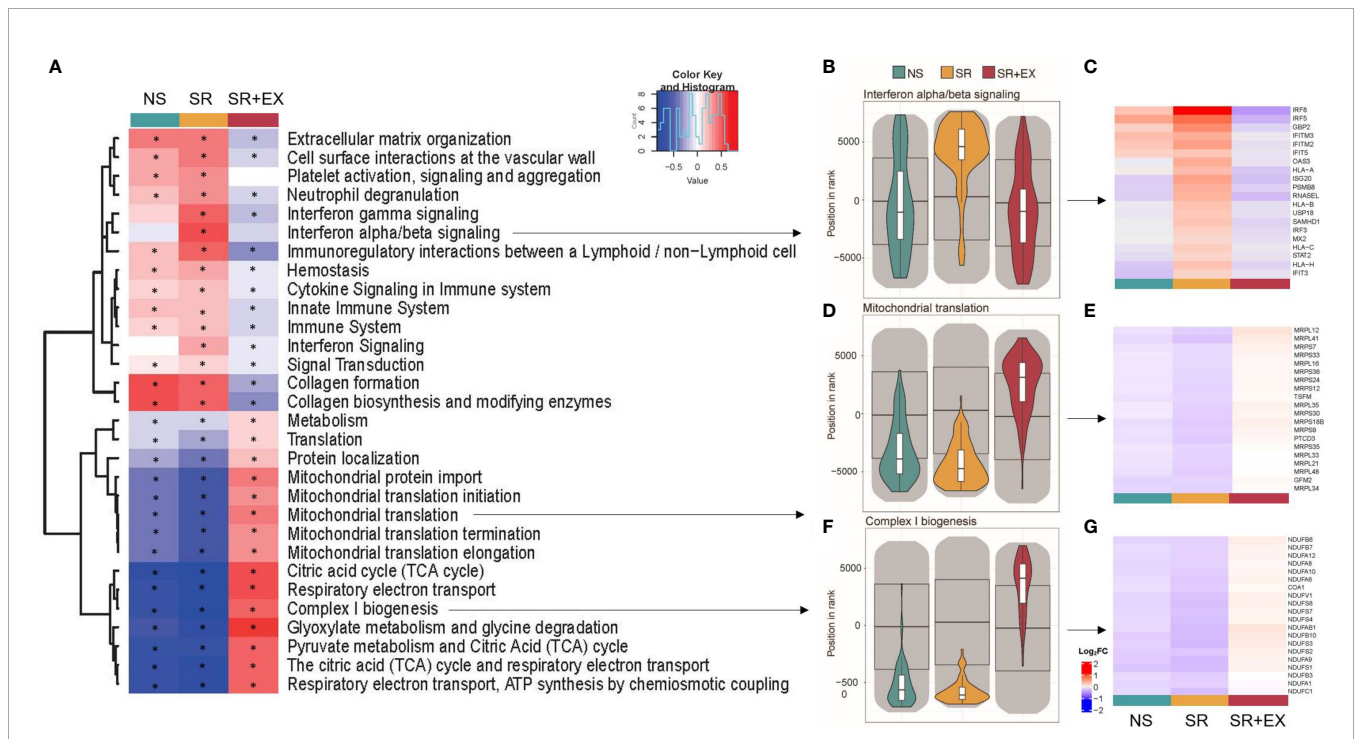 A
NS SR SR+EX
Color Key
and Histogram
Count
0 2 4 6 8
−0.5 0 0.5
Value
Extracellular matrix organization
Cell surface interactions at the vascular wall
Platelet activation, signaling and aggregation
Neutrophil degranulation
Interferon gamma signaling
Interferon alpha/beta signaling
Immunoregulatory interactions between a Lymphoid / non-Lymphoid cell
Hemostasis
Cytokine Signaling in Immune system
Innate Immune System
Immune System
Interferon Signaling
Signal Transduction
Collagen formation
Collagen biosynthesis and modifying enzymes
Metabolism
Translation
Protein localization
Mitochondrial protein import
Mitochondrial translation initiation
Mitochondrial translation
Mitochondrial translation termination
Mitochondrial translation elongation
Citric acid cycle (TCA cycle)
Respiratory electron transport
Complex I biogenesis
Glyoxylate metabolism and glycine degradation
Pyruvate metabolism and Citric Acid (TCA) cycle
The citric acid (TCA) cycle and respiratory electron transport
Respiratory electron transport, ATP synthesis by chemiosmotic coupling
B
NS SR SR+EX
Interferon alpha/beta signaling
Position in rank
5000
0
−5000
C
IRF8
IRF5
GBP2
IFITM3
IFITM2
IFIT5
OAS3
HLA−A
ISG20
PSMB8
RNASEL
HLA−B
USP18
SAMHD1
IRF3
MX2
HLA−C
STAT2
HLA−H
IFIT3
D
Mitochondrial translation
Position in rank
5000
0
−5000
E
MRPL12
MRPL41
MRPS7
MRPS33
MRPL16
MRPS36
MRPS24
MRPS12
TSFM
MRPL35
MRPS30
MRPS18B
MRPS9
PTCD3
MRPS35
MRPL33
MRPL21
MRPL48
GFM2
MRPL34
F
Complex I biogenesis
Position in rank
5000
0
−500
0
G
NDUFB6
NDUFB7
NDUFA12
NDUFA8
NDUFA10
NDUFA6
COA1
NDUFV1
NDUFS8
NDUFS7
NDUFS4
NDUFAB1
NDUFB10
NDUFS3
NDUFS2
NDUFA9
NDUFS1
NDUFB3
NDUFA1
NDUFC1
Log₂FC
2
1
0
−1
−2
NS SR SR+EX